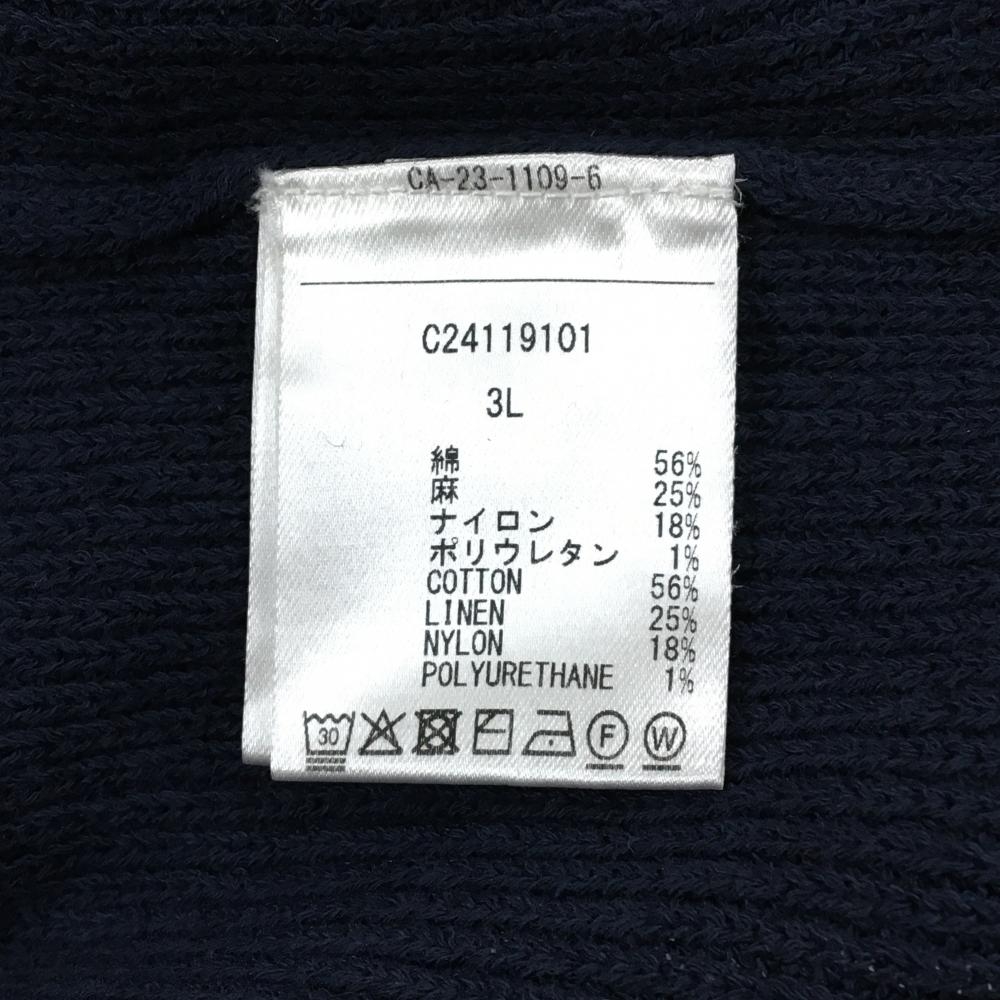 CA-23-1109-6
C24119101
3L
綿 56%
麻 25%
ナイロン 18%
ポリウレタン 1%
COTTON 56%
LINEN 25%
NYLON 18%
POLYURETHANE 1%
30 F W